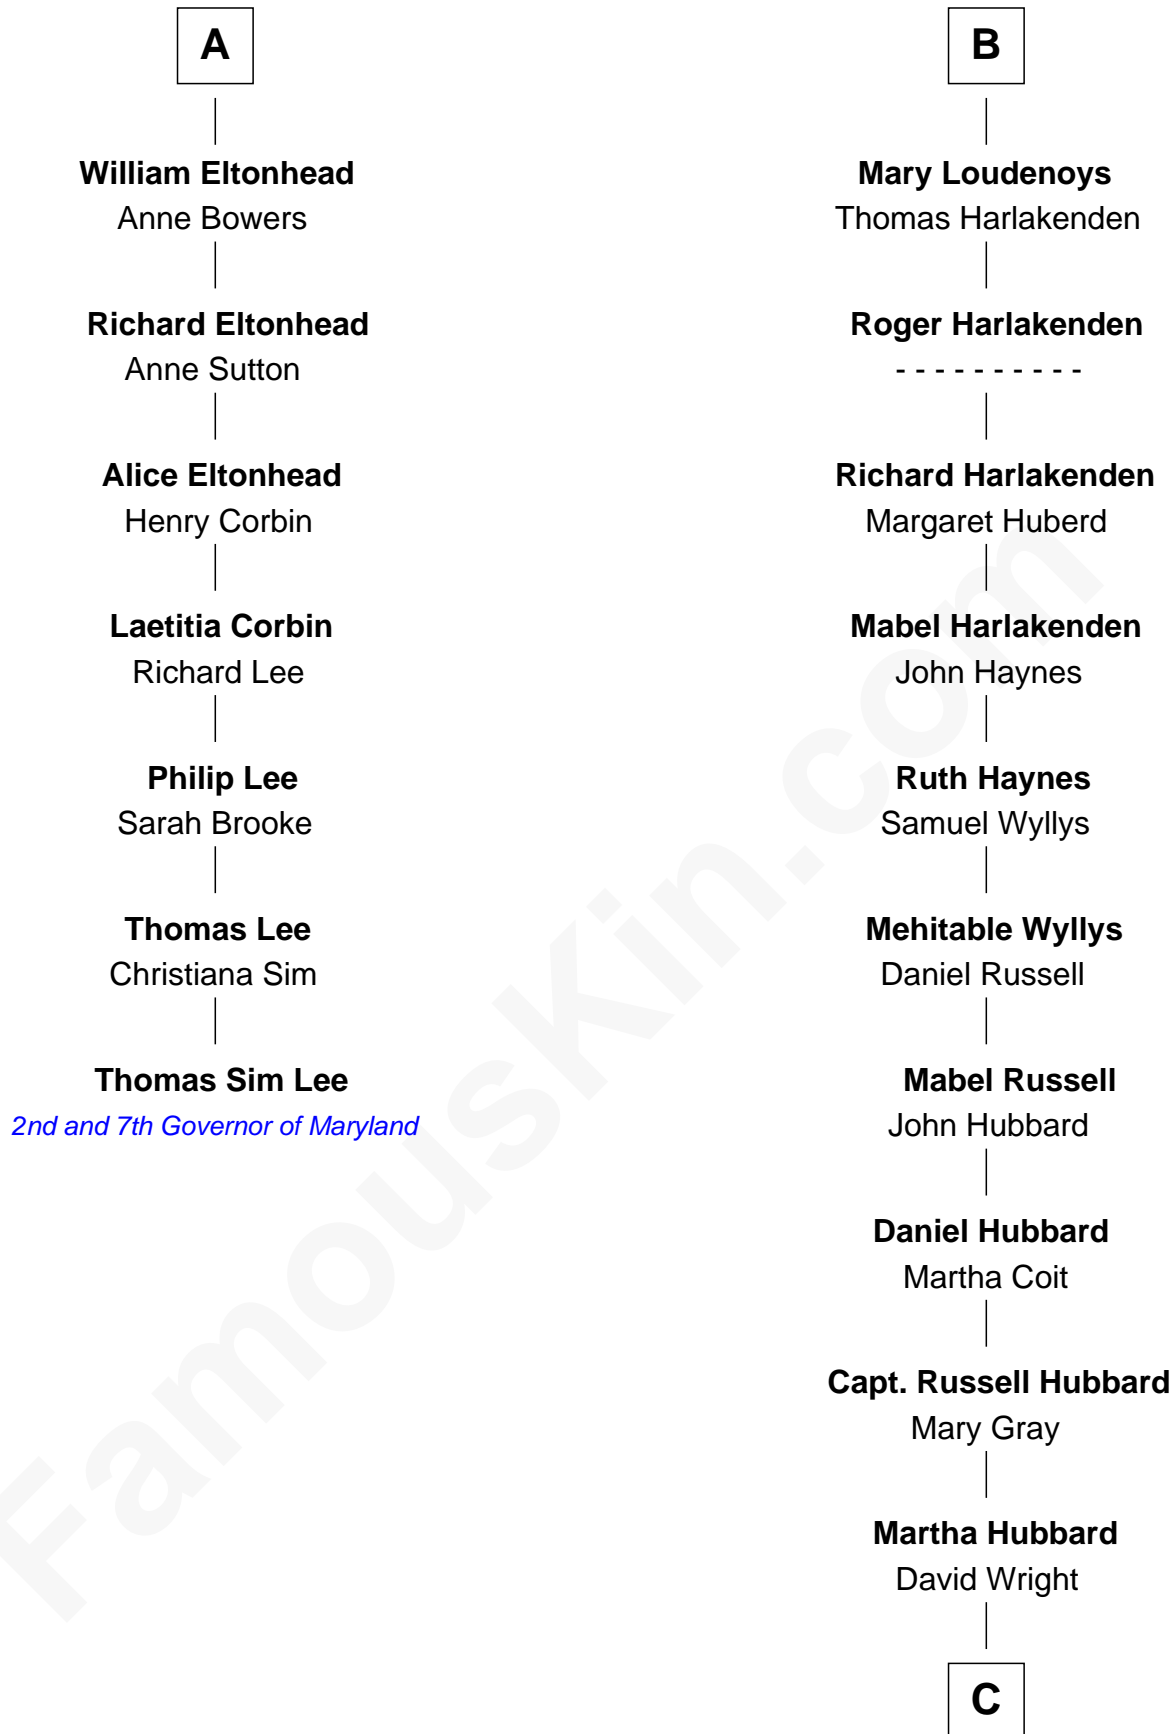 A
William Eltonhead
Anne Bowers
Richard Eltonhead
Anne Sutton
Alice Eltonhead
Henry Corbin
Laetitia Corbin
Richard Lee
Philip Lee
Sarah Brooke
Thomas Lee
Christiana Sim
Thomas Sim Lee
2nd and 7th Governor of Maryland
B
Mary Loudenoys
Thomas Harlakenden
Roger Harlakenden
- - - - - - - - - -
Richard Harlakenden
Margaret Huberd
Mabel Harlakenden
John Haynes
Ruth Haynes
Samuel Wyllys
Mehitable Wyllys
Daniel Russell
Mabel Russell
John Hubbard
Daniel Hubbard
Martha Coit
Capt. Russell Hubbard
Mary Gray
Martha Hubbard
David Wright
C
FamousKin.com